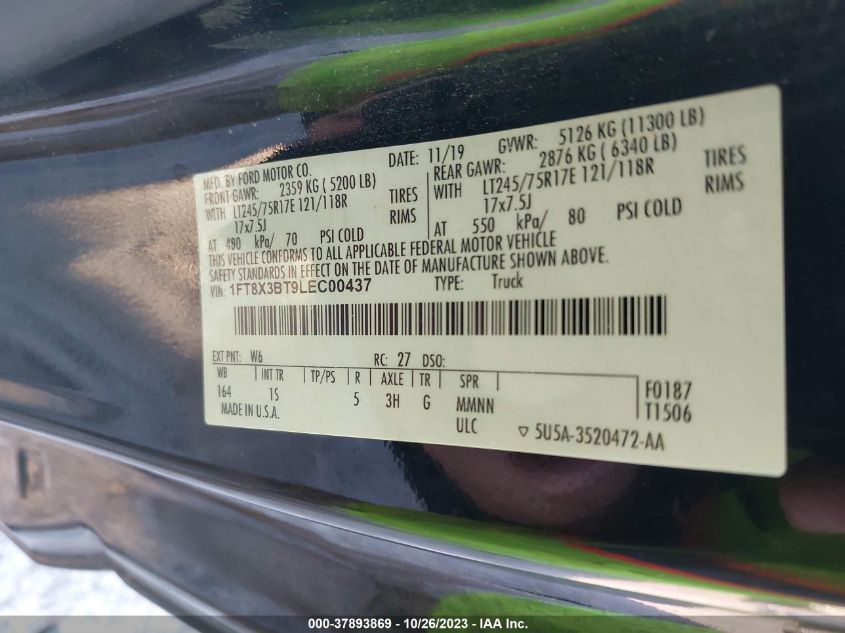 MFD. BY FORD MOTOR CO.
DATE: 11/19 GVWR: 5126 KG (11300 LB)
FRONT GAWR: 2359 KG ( 5200 LB)
WITH LT245/75R17E 121/118R TIRES
17x7.5J RIMS
AT 480 kPa/ 70 PSI COLD
REAR GAWR: 2876 KG ( 6340 LB)
WITH LT245/75R17E 121/118R TIRES
17x7.5J RIMS
AT 550 kPa/ 80 PSI COLD
THIS VEHICLE CONFORMS TO ALL APPLICABLE FEDERAL MOTOR VEHICLE
SAFETY STANDARDS IN EFFECT ON THE DATE OF MANUFACTURE SHOWN ABOVE.
VIN: 1FT8X3BT9LEC00437 TYPE: Truck
EXT PNT: W6 RC: 27 DSO:
WB INT TR TP/PS R AXLE TR SPR
164 1S 5 3H G MMNN F0187
MADE IN U.S.A. ULC T1506
▽ 5U5A-3520472-AA
000-37893869 - 10/26/2023 - IAA Inc.